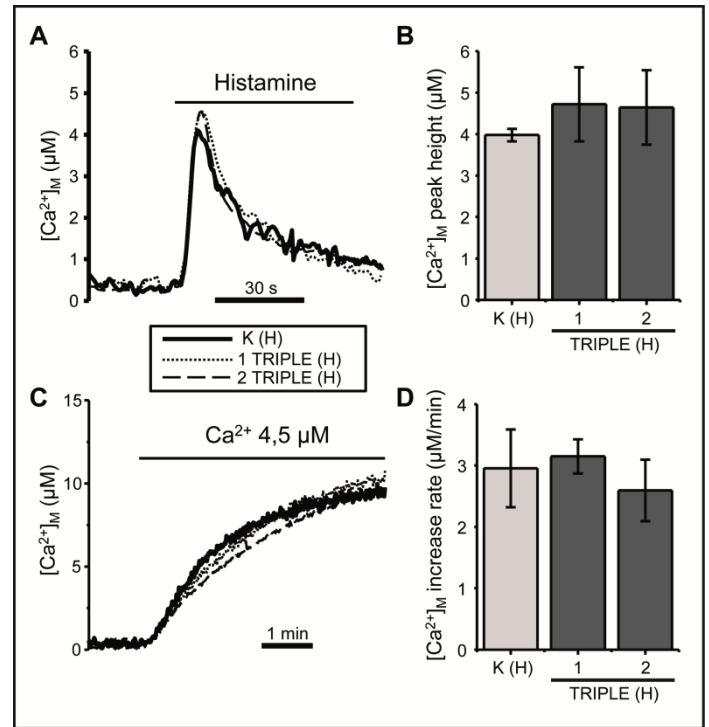 A
[Ca²⁺]M (µM)
6
5
4
3
2
1
0
Histamine
30 s
B
[Ca²⁺]M peak height (µM)
6
5
4
3
2
1
0
K (H)
1
2
TRIPLE (H)
K (H)
1 TRIPLE (H)
2 TRIPLE (H)
C
[Ca²⁺]M (µM)
15
10
5
0
Ca²⁺ 4,5 µM
1 min
D
[Ca²⁺]M increase rate (µM/min)
4
3
2
1
0
K (H)
1
2
TRIPLE (H)